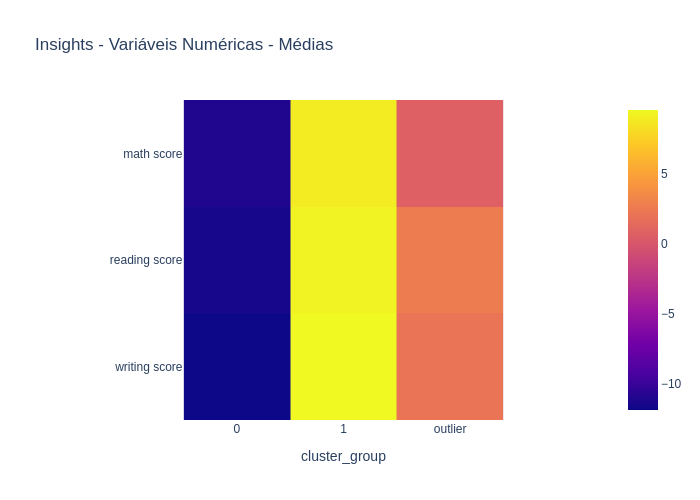 Insights - Variáveis Numéricas - Médias
math score
reading score
writing score
0
1
outlier
cluster_group
5
0
−5
−10